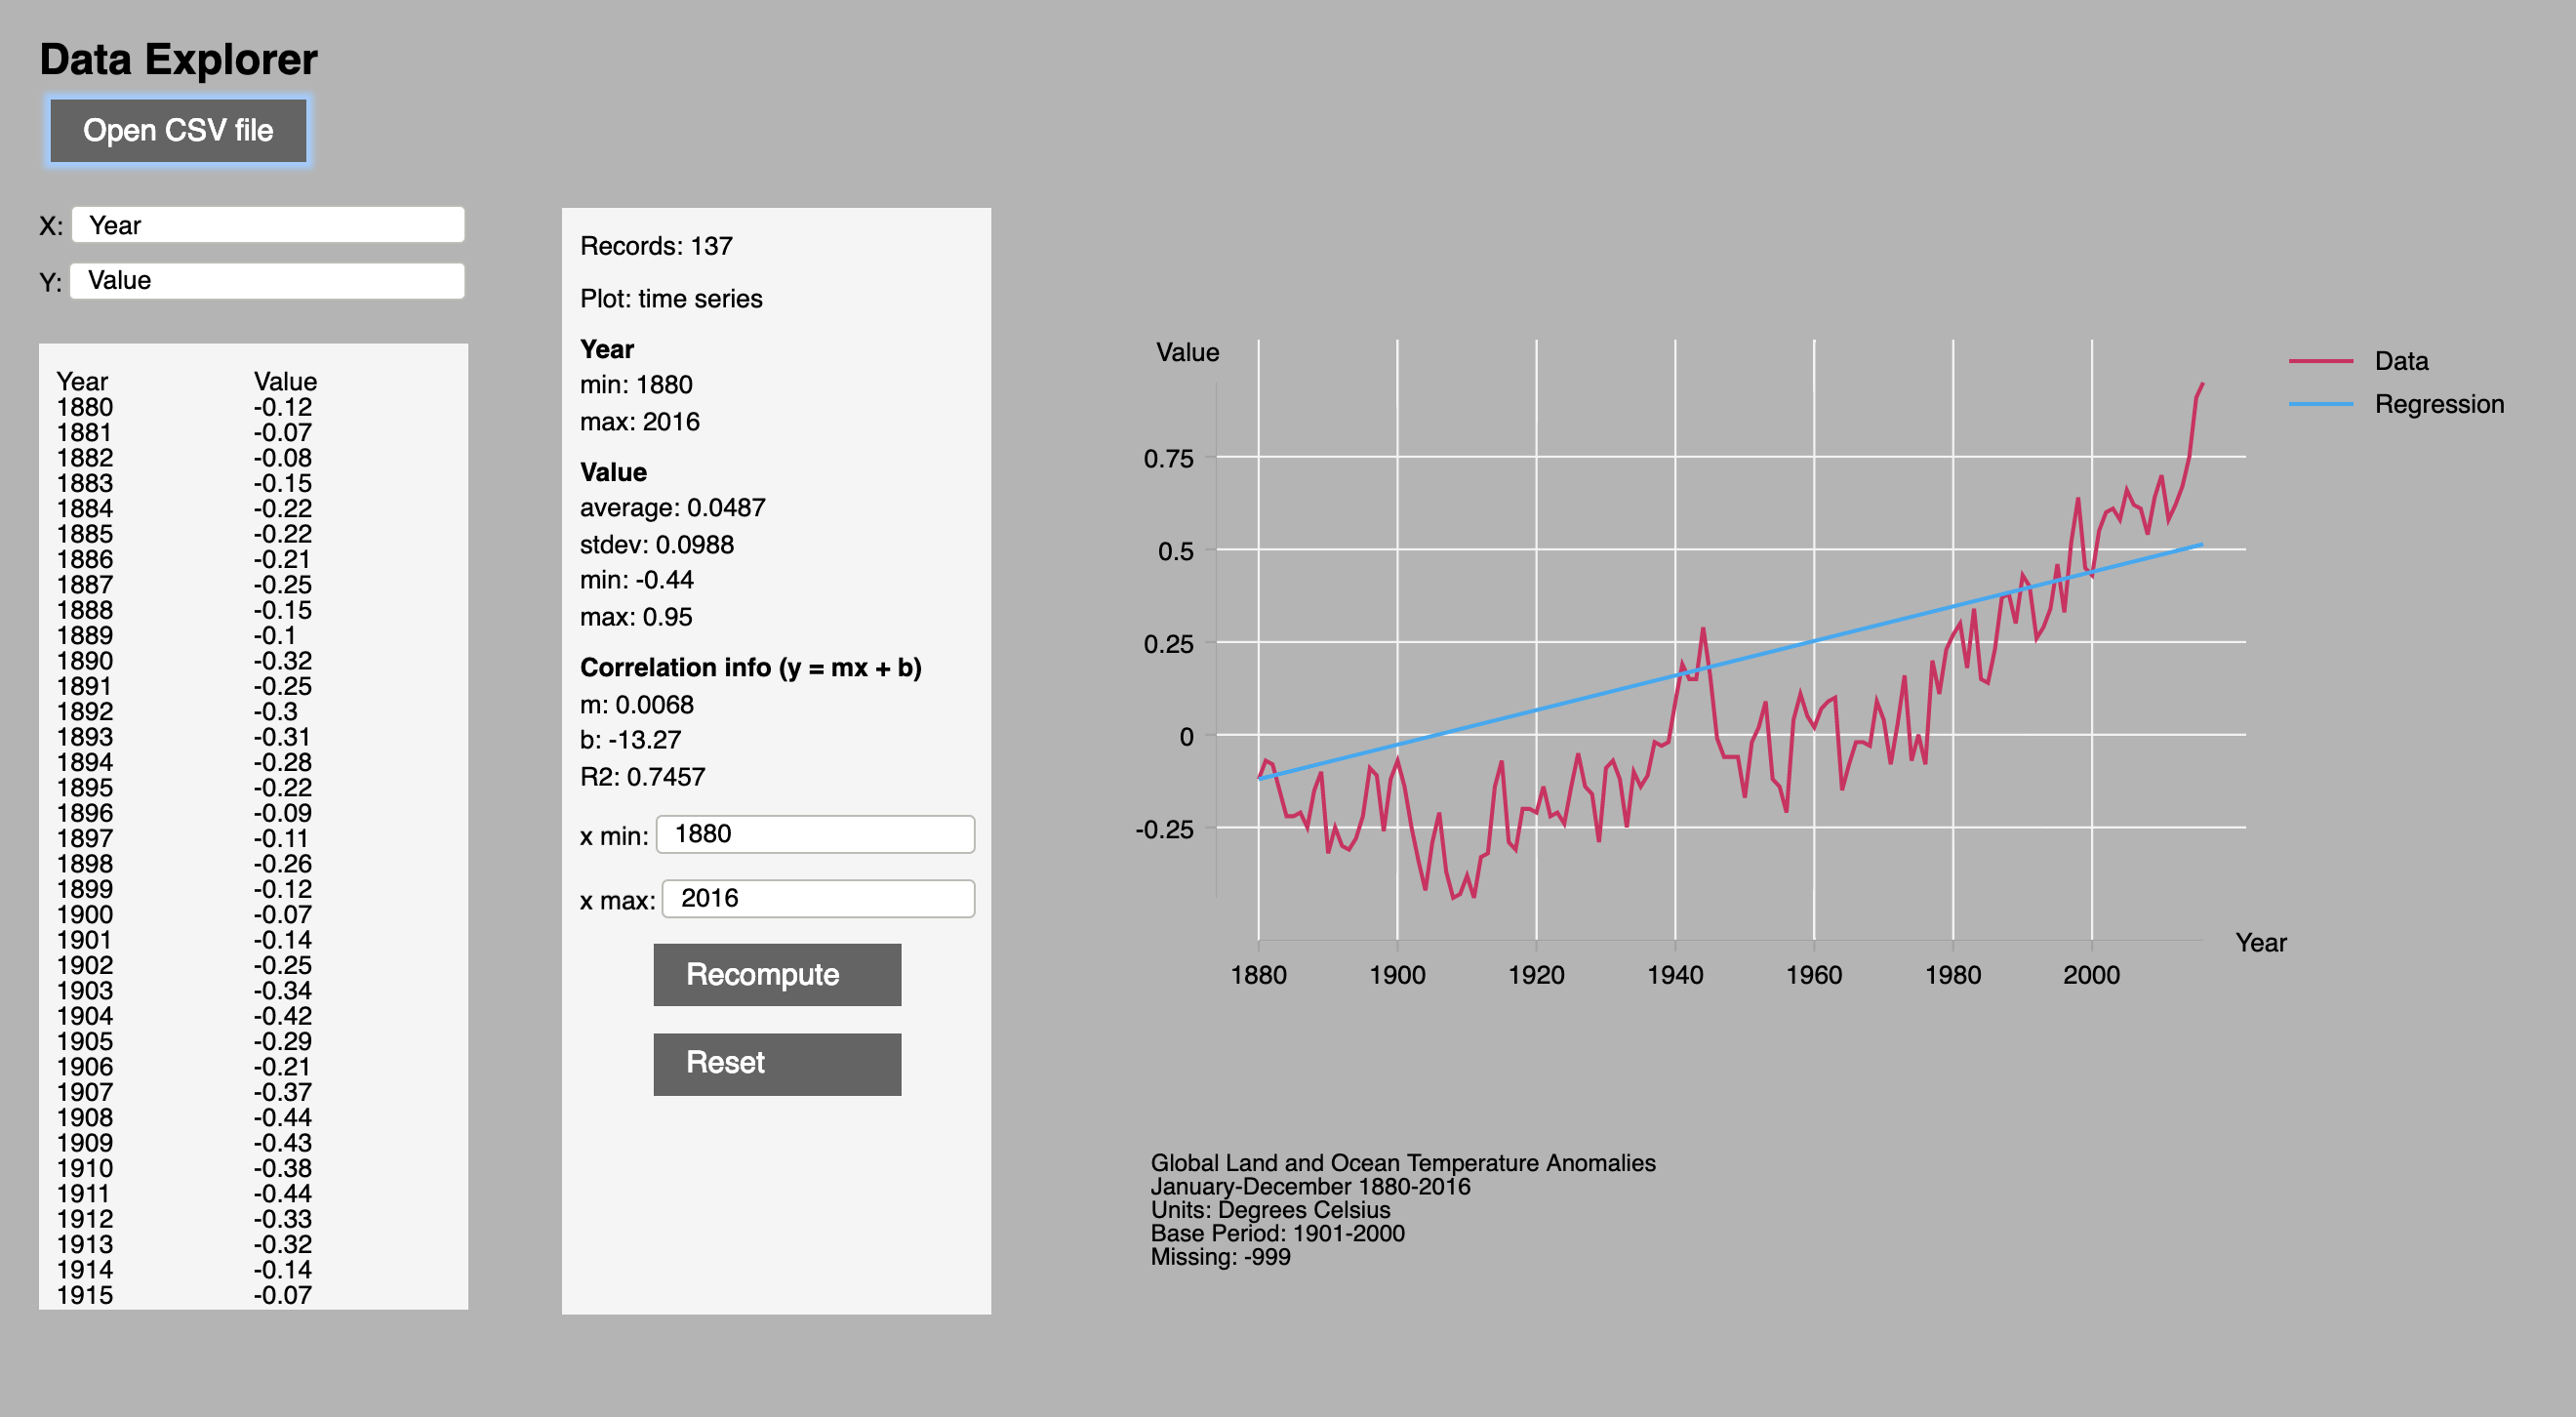 Data Explorer
Open CSV file
X: Year
Y: Value
Year Value
1880 -0.12
1881 -0.07
1882 -0.08
1883 -0.15
1884 -0.22
1885 -0.22
1886 -0.21
1887 -0.25
1888 -0.15
1889 -0.1
1890 -0.32
1891 -0.25
1892 -0.3
1893 -0.31
1894 -0.28
1895 -0.22
1896 -0.09
1897 -0.11
1898 -0.26
1899 -0.12
1900 -0.07
1901 -0.14
1902 -0.25
1903 -0.34
1904 -0.42
1905 -0.29
1906 -0.21
1907 -0.37
1908 -0.44
1909 -0.43
1910 -0.38
1911 -0.44
1912 -0.33
1913 -0.32
1914 -0.14
1915 -0.07
Records: 137
Plot: time series
Year
min: 1880
max: 2016
Value
average: 0.0487
stdev: 0.0988
min: -0.44
max: 0.95
Correlation info (y = mx + b)
m: 0.0068
b: -13.27
R2: 0.7457
x min: 1880
x max: 2016
Recompute
Reset
Value
0.75
0.5
0.25
0
-0.25
1880 1900 1920 1940 1960 1980 2000
Year
Data
Regression
Global Land and Ocean Temperature Anomalies
January-December 1880-2016
Units: Degrees Celsius
Base Period: 1901-2000
Missing: -999